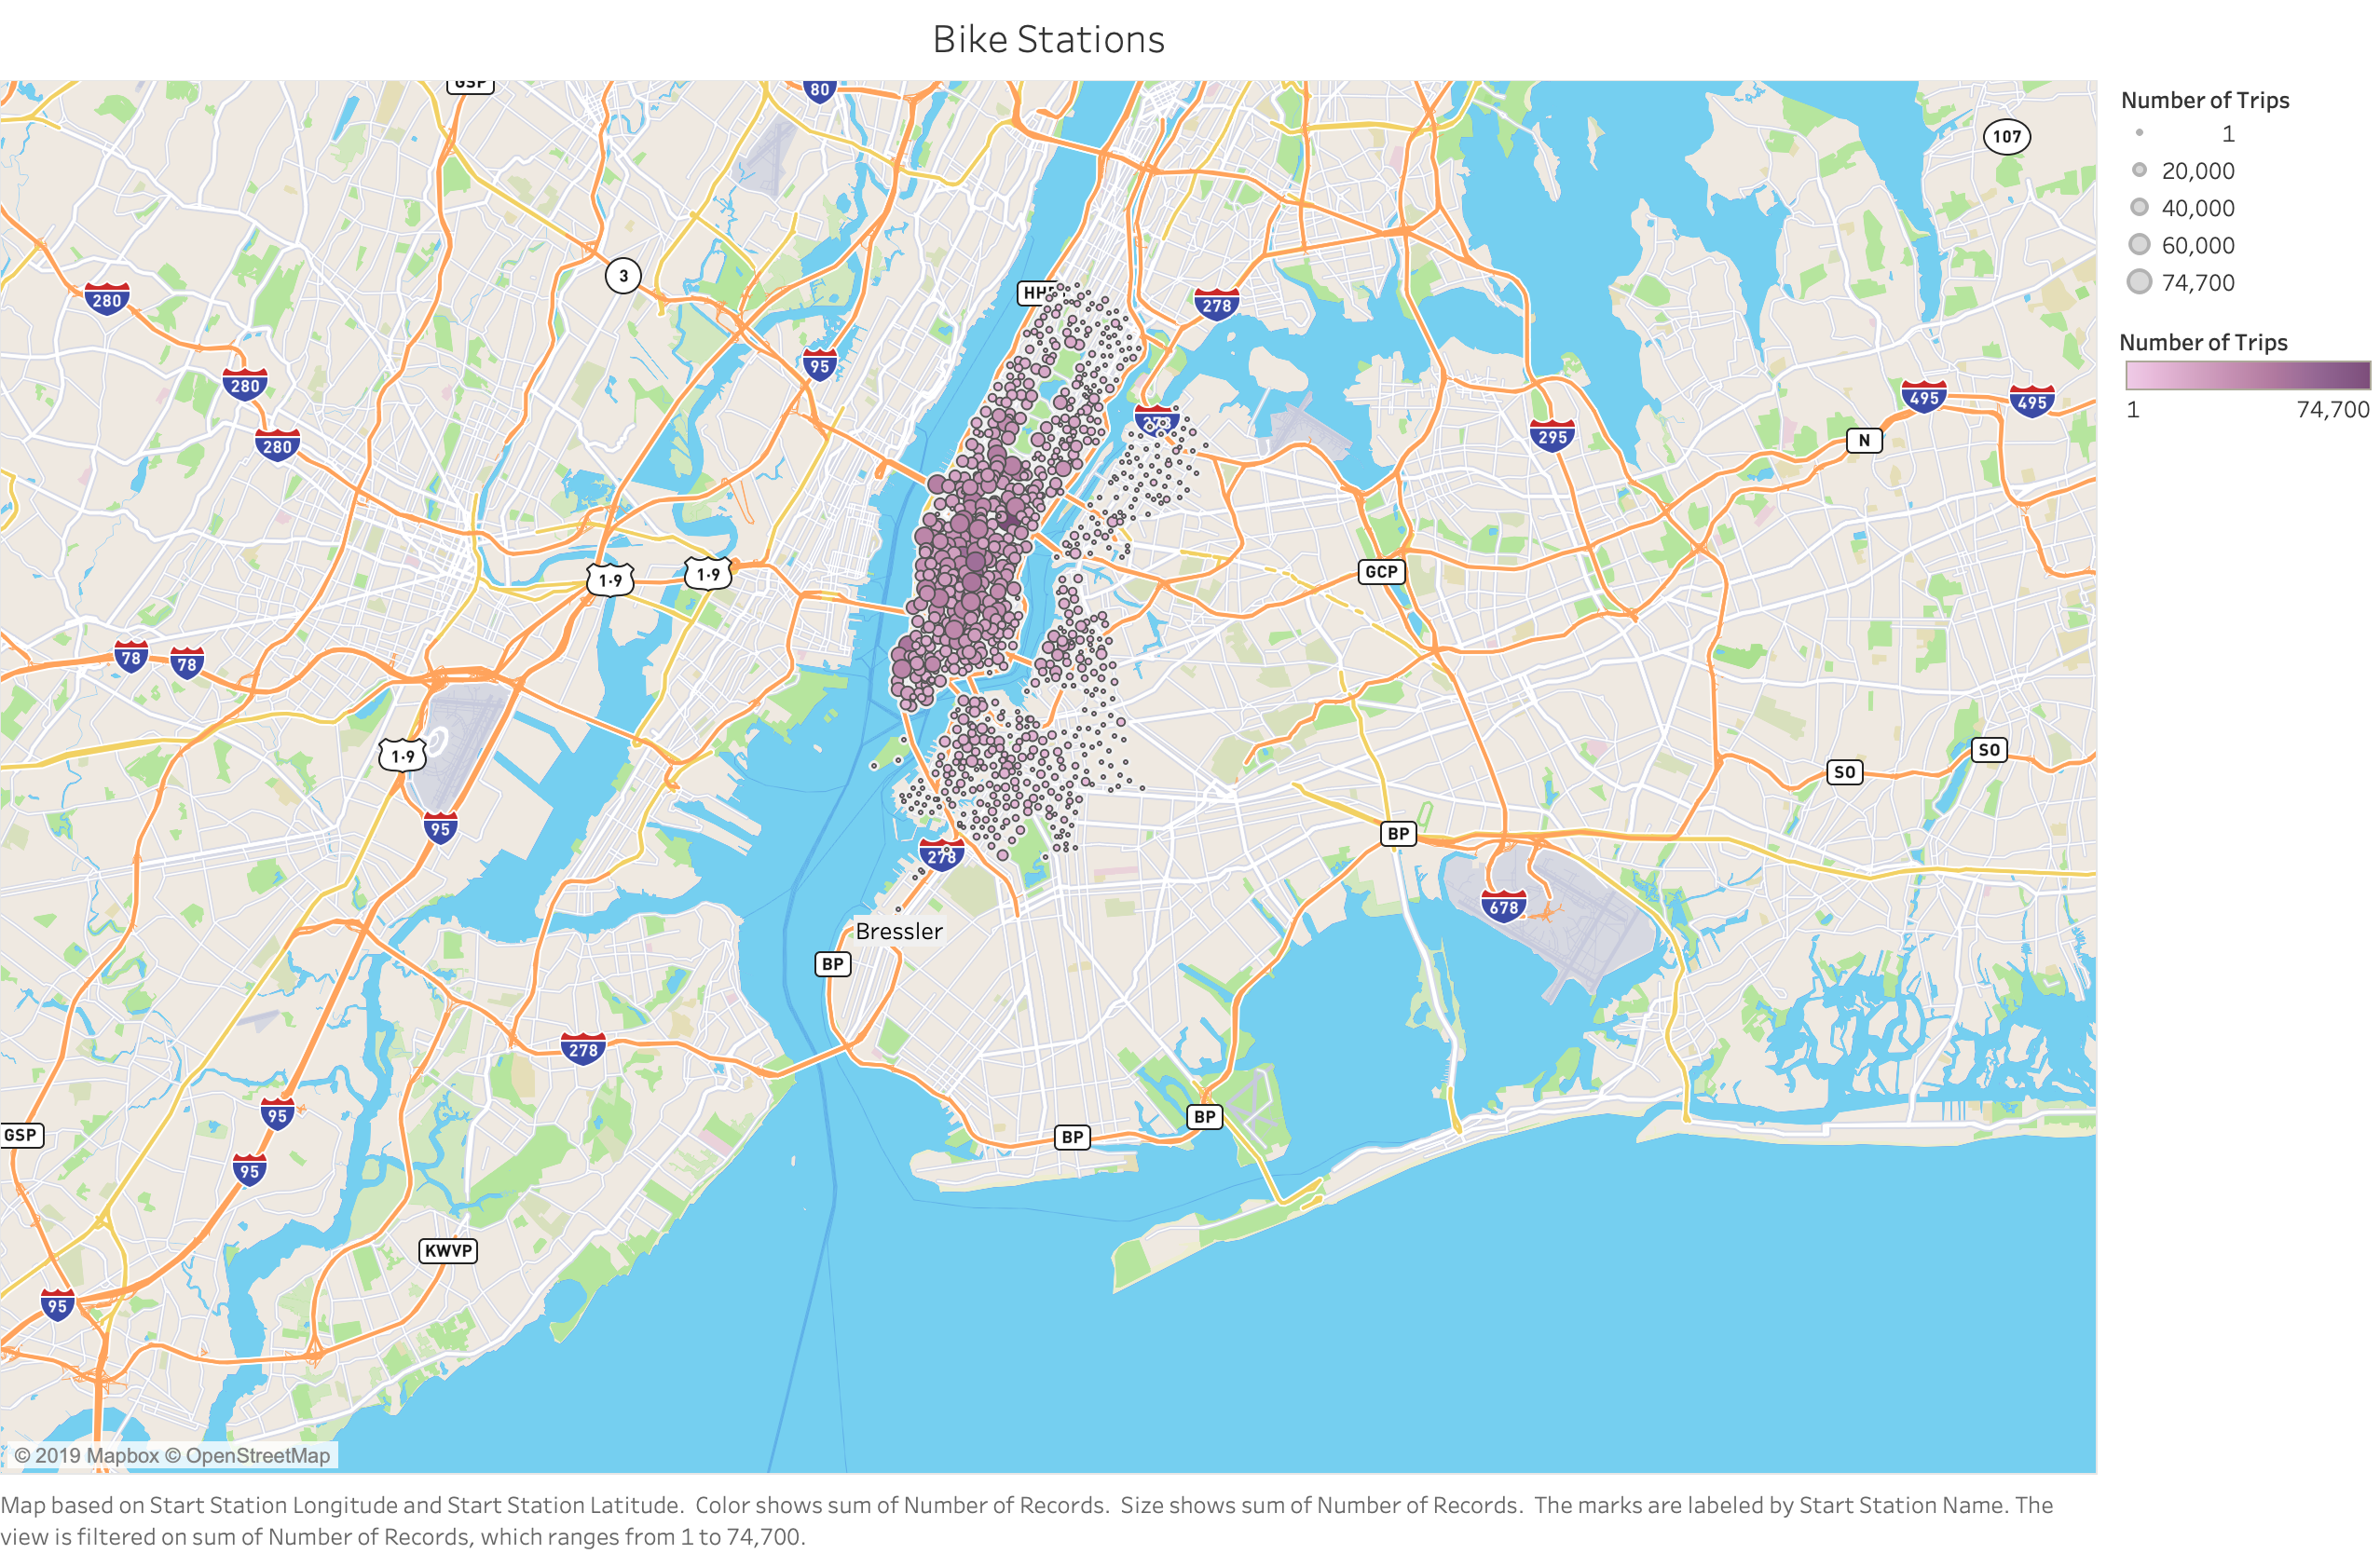 Bike Stations
GSP
80
107
3
280
HH
278
95
280
495
495
278
295
N
280
1·9
1·9
GCP
78
78
1·9
SO
SO
95
BP
278
678
Bressler
BP
278
95
BP
BP
GSP
95
KWVP
95
© 2019 Mapbox © OpenStreetMap
Number of Trips
1
20,000
40,000
60,000
74,700
Number of Trips
1 74,700
Map based on Start Station Longitude and Start Station Latitude. Color shows sum of Number of Records. Size shows sum of Number of Records. The marks are labeled by Start Station Name. The
view is filtered on sum of Number of Records, which ranges from 1 to 74,700.